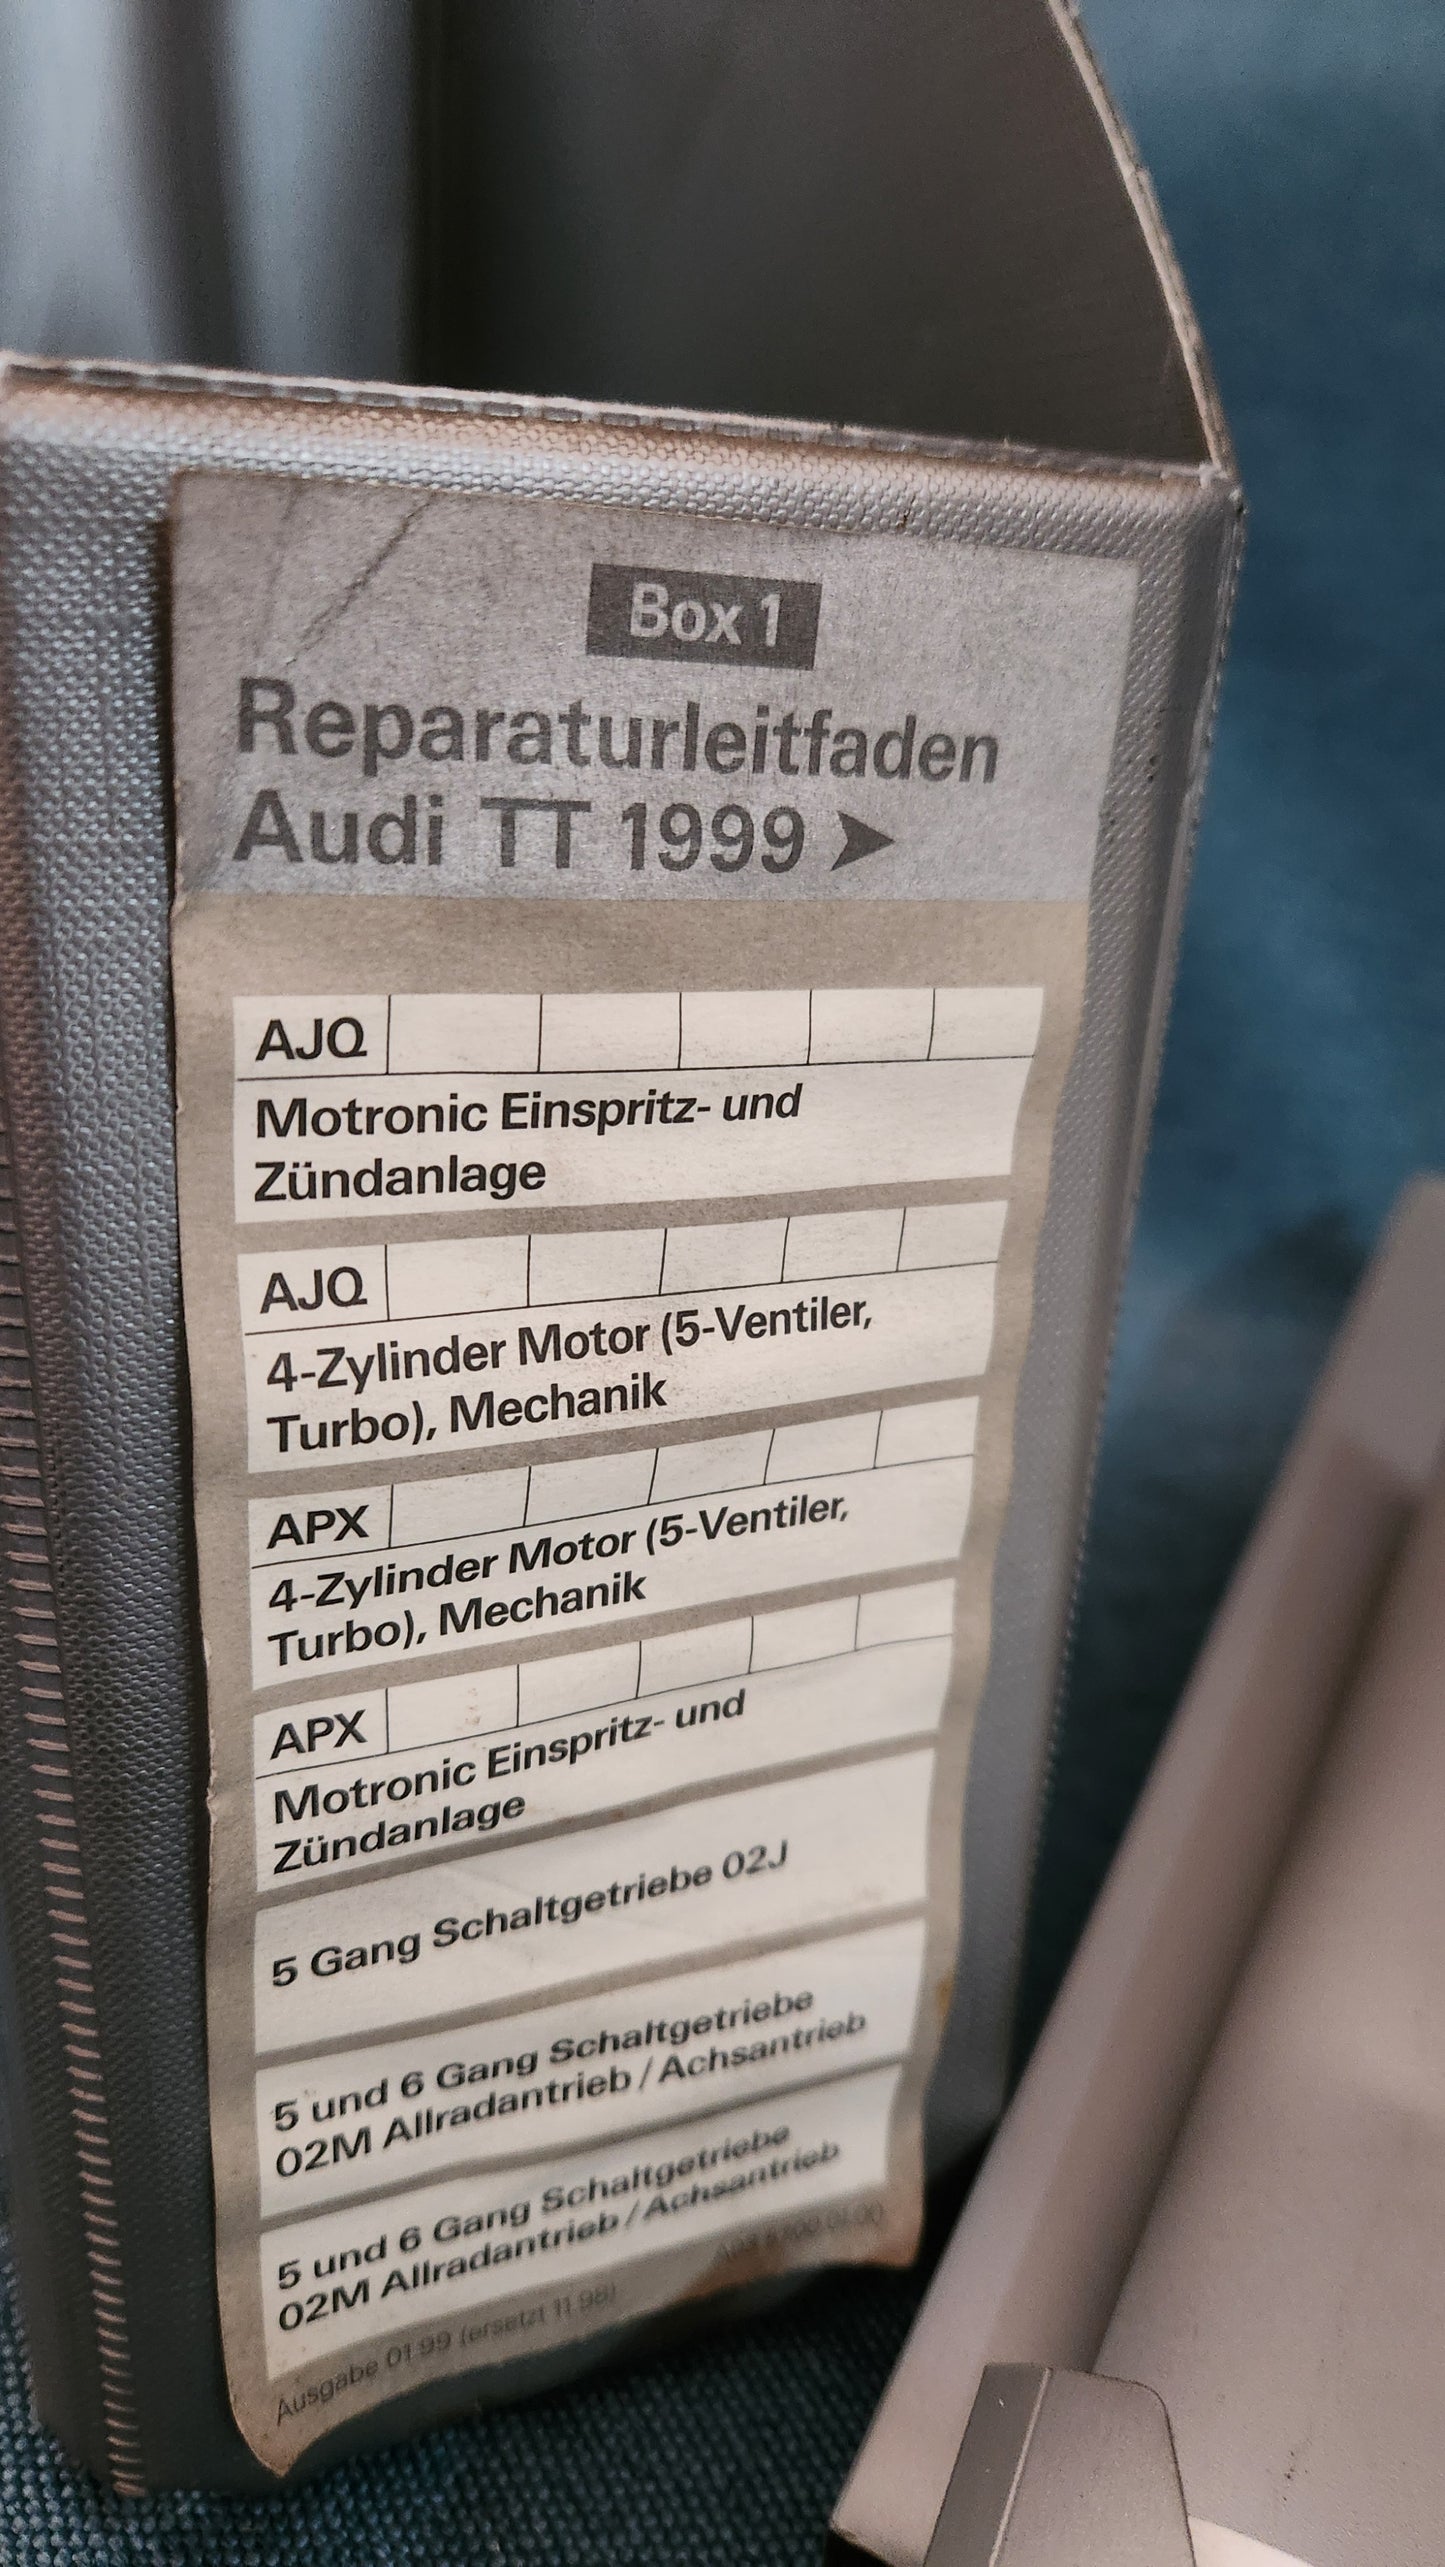 Box 1
Reparaturleitfaden
Audi TT 1999 ➤
AJQ
Motronic Einspritz- und
Zündanlage
AJQ
4-Zylinder Motor (5-Ventiler,
Turbo), Mechanik
APX
4-Zylinder Motor (5-Ventiler,
Turbo), Mechanik
APX
Motronic Einspritz- und
Zündanlage
5 Gang Schaltgetriebe 02J
5 und 6 Gang Schaltgetriebe
02M Allradantrieb / Achsantrieb
5 und 6 Gang Schaltgetriebe
02M Allradantrieb / Achsantrieb
Ausgabe 01.99 (ersetzt 11.98)